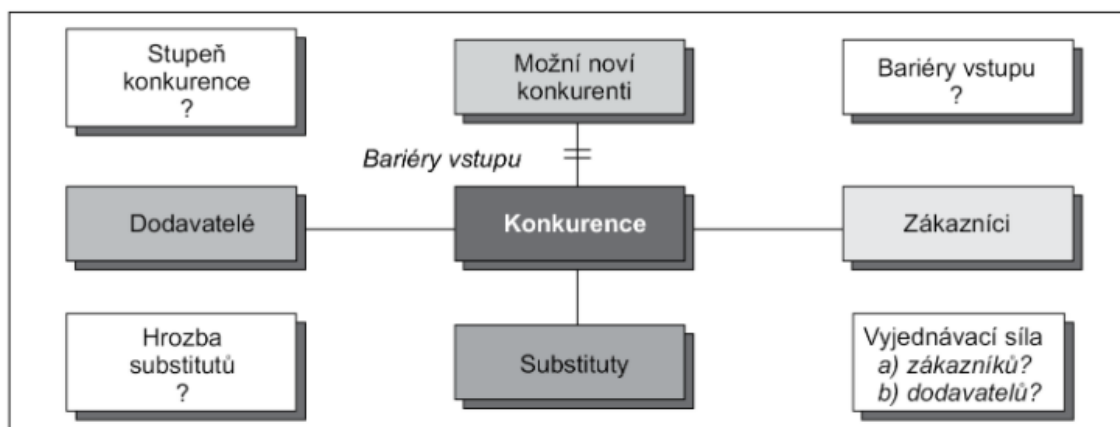 Stupeň
konkurence
?
Možní noví
konkurenti
Bariéry vstupu
?
Bariéry vstupu
Dodavatelé
Konkurence
Zákazníci
Hrozba
substitutů
?
Substituty
Vyjednávací síla
a) zákazníků?
b) dodavatelů?